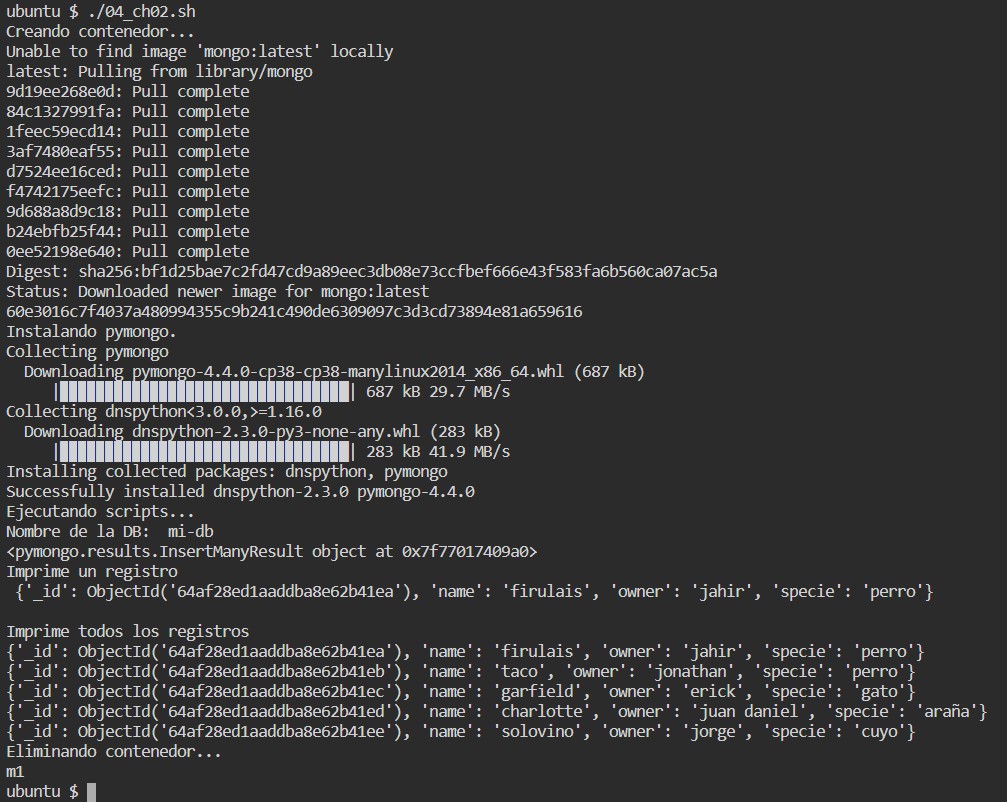 ubuntu $ ./04_ch02.sh
Creando contenedor...
Unable to find image 'mongo:latest' locally
latest: Pulling from library/mongo
9d19ee268e0d: Pull complete
84c1327991fa: Pull complete
1feec59ecd14: Pull complete
3af7480eaf55: Pull complete
d7524ee16ced: Pull complete
f4742175eefc: Pull complete
9d688a8d9c18: Pull complete
b24ebfb25f44: Pull complete
0ee52198e640: Pull complete
Digest: sha256:bf1d25bae7c2fd47cd9a89eec3db08e73ccfbef666e43f583fa6b560ca07ac5a
Status: Downloaded newer image for mongo:latest
60e3016c7f4037a480994355c9b241c490de6309097c3d3cd73894e81a659616
Instalando pymongo.
Collecting pymongo
  Downloading pymongo-4.4.0-cp38-cp38-manylinux2014_x86_64.whl (687 kB)
     |████████████████████████████████| 687 kB 29.7 MB/s
Collecting dnspython<3.0.0,>=1.16.0
  Downloading dnspython-2.3.0-py3-none-any.whl (283 kB)
     |████████████████████████████████| 283 kB 41.9 MB/s
Installing collected packages: dnspython, pymongo
Successfully installed dnspython-2.3.0 pymongo-4.4.0
Ejecutando scripts...
Nombre de la DB:  mi-db
<pymongo.results.InsertManyResult object at 0x7f77017409a0>
Imprime un registro
 {'_id': ObjectId('64af28ed1aaddba8e62b41ea'), 'name': 'firulais', 'owner': 'jahir', 'specie': 'perro'}

Imprime todos los registros
{'_id': ObjectId('64af28ed1aaddba8e62b41ea'), 'name': 'firulais', 'owner': 'jahir', 'specie': 'perro'}
{'_id': ObjectId('64af28ed1aaddba8e62b41eb'), 'name': 'taco', 'owner': 'jonathan', 'specie': 'perro'}
{'_id': ObjectId('64af28ed1aaddba8e62b41ec'), 'name': 'garfield', 'owner': 'erick', 'specie': 'gato'}
{'_id': ObjectId('64af28ed1aaddba8e62b41ed'), 'name': 'charlotte', 'owner': 'juan daniel', 'specie': 'araña'}
{'_id': ObjectId('64af28ed1aaddba8e62b41ee'), 'name': 'solovino', 'owner': 'jorge', 'specie': 'cuyo'}
Eliminando contenedor...
m1
ubuntu $